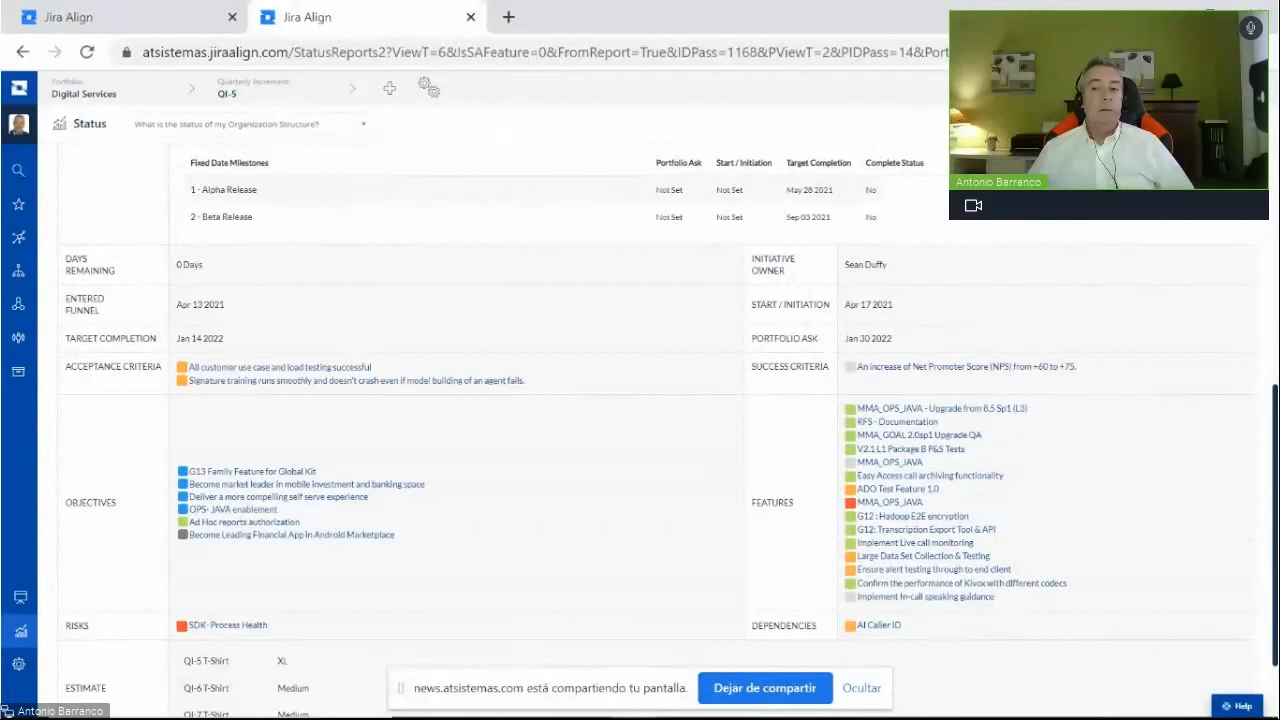 Jira Align
Jira Align
atsistemas.jiraalign.com/StatusReports2?ViewT=6&IsSAFeature=0&FromReport=True&IDPass=1168&PViewT=2&PIDPass=14&Port
Portfolio
Digital Services
Quarterly Increment
QI-5
Status
What is the status of my Organization Structure?
Antonio Barranco
Fixed Date Milestones Portfolio Ask Start / Initiation Target Completion Complete Status
1 - Alpha Release Not Set Not Set May 28 2021 No
2 - Beta Release Not Set Not Set Sep 03 2021 No
DAYS REMAINING 0 Days INITIATIVE OWNER Sean Duffy
ENTERED FUNNEL Apr 13 2021 START / INITIATION Apr 17 2021
TARGET COMPLETION Jan 14 2022 PORTFOLIO ASK Jan 30 2022
ACCEPTANCE CRITERIA
All customer use case and load testing successful
Signature training runs smoothly and doesn't crash even if model building of an agent fails.
SUCCESS CRITERIA
An increase of Net Promoter Score (NPS) from +60 to +75.
OBJECTIVES
G13 Family Feature for Global Kit
Become market leader in mobile investment and banking space
Deliver a more compelling self serve experience
OPS- JAVA enablement
Ad Hoc reports authorization
Become Leading Financial App in Android Marketplace
FEATURES
MMA_OPS_JAVA - Upgrade from 8.5 Sp1 (L3)
RFS - Documentation
MMA_GOAL 2.0sp1 Upgrade QA
V2.1 L1 Package B P&S Tests
MMA_OPS_JAVA
Easy Access call archiving functionality
ADO Test Feature 1.0
MMA_OPS_JAVA
G12 : Hadoop E2E encryption
G12: Transcription Export Tool & API
Implement Live call monitoring
Large Data Set Collection & Testing
Ensure alert testing through to end client
Confirm the performance of Kivox with different codecs
Implement In-call speaking guidance
RISKS SDK- Process Health DEPENDENCIES AI Caller ID
ESTIMATE
QI-5 T-Shirt XL
QI-6 T-Shirt Medium
QI-7 T-Shirt Medium
news.atsistemas.com está compartiendo tu pantalla. Dejar de compartir Ocultar
Help
Antonio Barranco